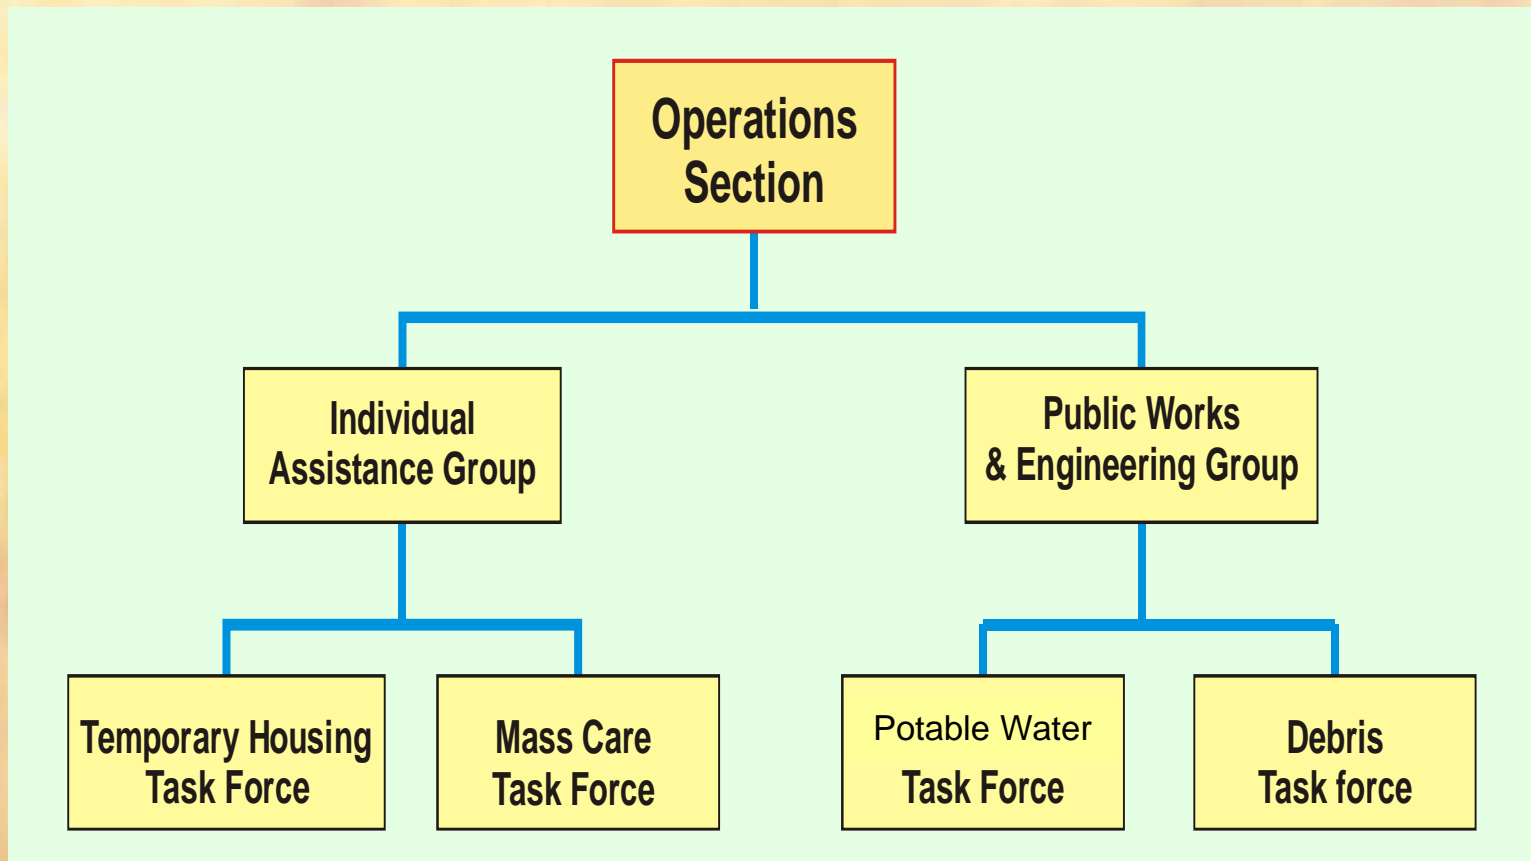 Operations
Section
Individual
Assistance Group
Public Works
& Engineering Group
Temporary Housing
Task Force
Mass Care
Task Force
Potable Water
Task Force
Debris
Task force